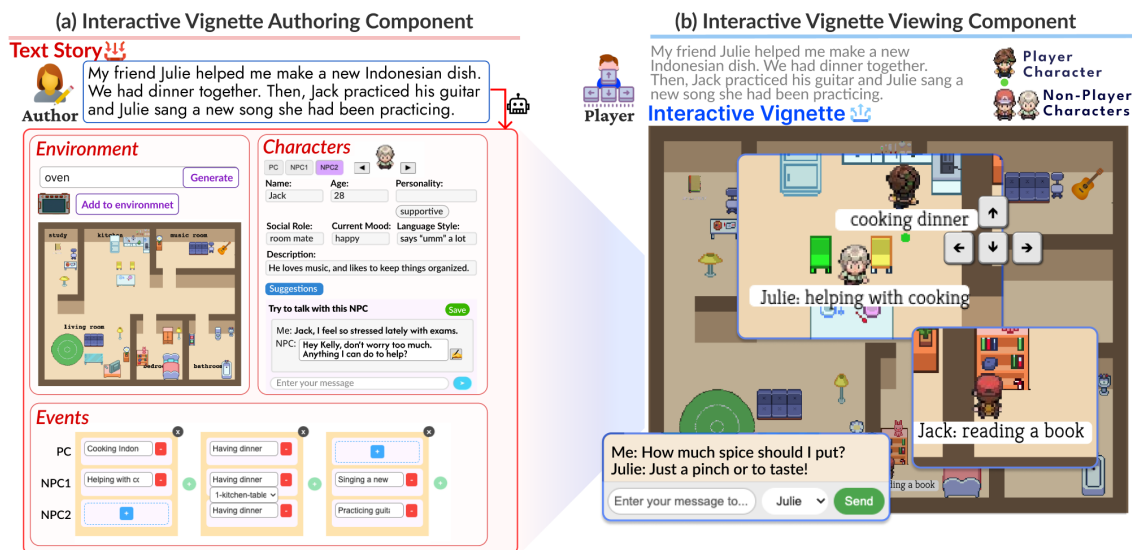 (a) Interactive Vignette Authoring Component
Text Story
My friend Julie helped me make a new Indonesian dish.
We had dinner together. Then, Jack practiced his guitar
and Julie sang a new song she had been practicing.
Author
Environment
oven
Generate
Add to environmnet
study
music room
living room
Characters
PC
NPC1
NPC2
Name:
Age:
Personality:
Jack
28
supportive
Social Role:
Current Mood:
Language Style:
room mate
happy
says "umm" a lot
Description:
He loves music, and likes to keep things organized.
Suggestions
Try to talk with this NPC
Save
Me: Jack, I feel so stressed lately with exams.
NPC: Hey Kelly, don't worry too much.
Anything I can do to help?
Enter your message
Events
x
x
x
PC
Cooking Indon
-
Having dinner
-
+
NPC1
Helping with cc
-
+
Having dinner
-
1-kitchen-table
+
Singing a new
-
+
NPC2
+
Having dinner
-
Practicing guita
-
(b) Interactive Vignette Viewing Component
Player
My friend Julie helped me make a new
Indonesian dish. We had dinner together.
Then, Jack practiced his guitar and Julie sang a
new song she had been practicing.
Interactive Vignette
Player
Character
Non-Player
Characters
cooking dinner
Julie: helping with cooking
Jack: reading a book
ding a book
Me: How much spice should I put?
Julie: Just a pinch or to taste!
Enter your message to...
Julie
Send